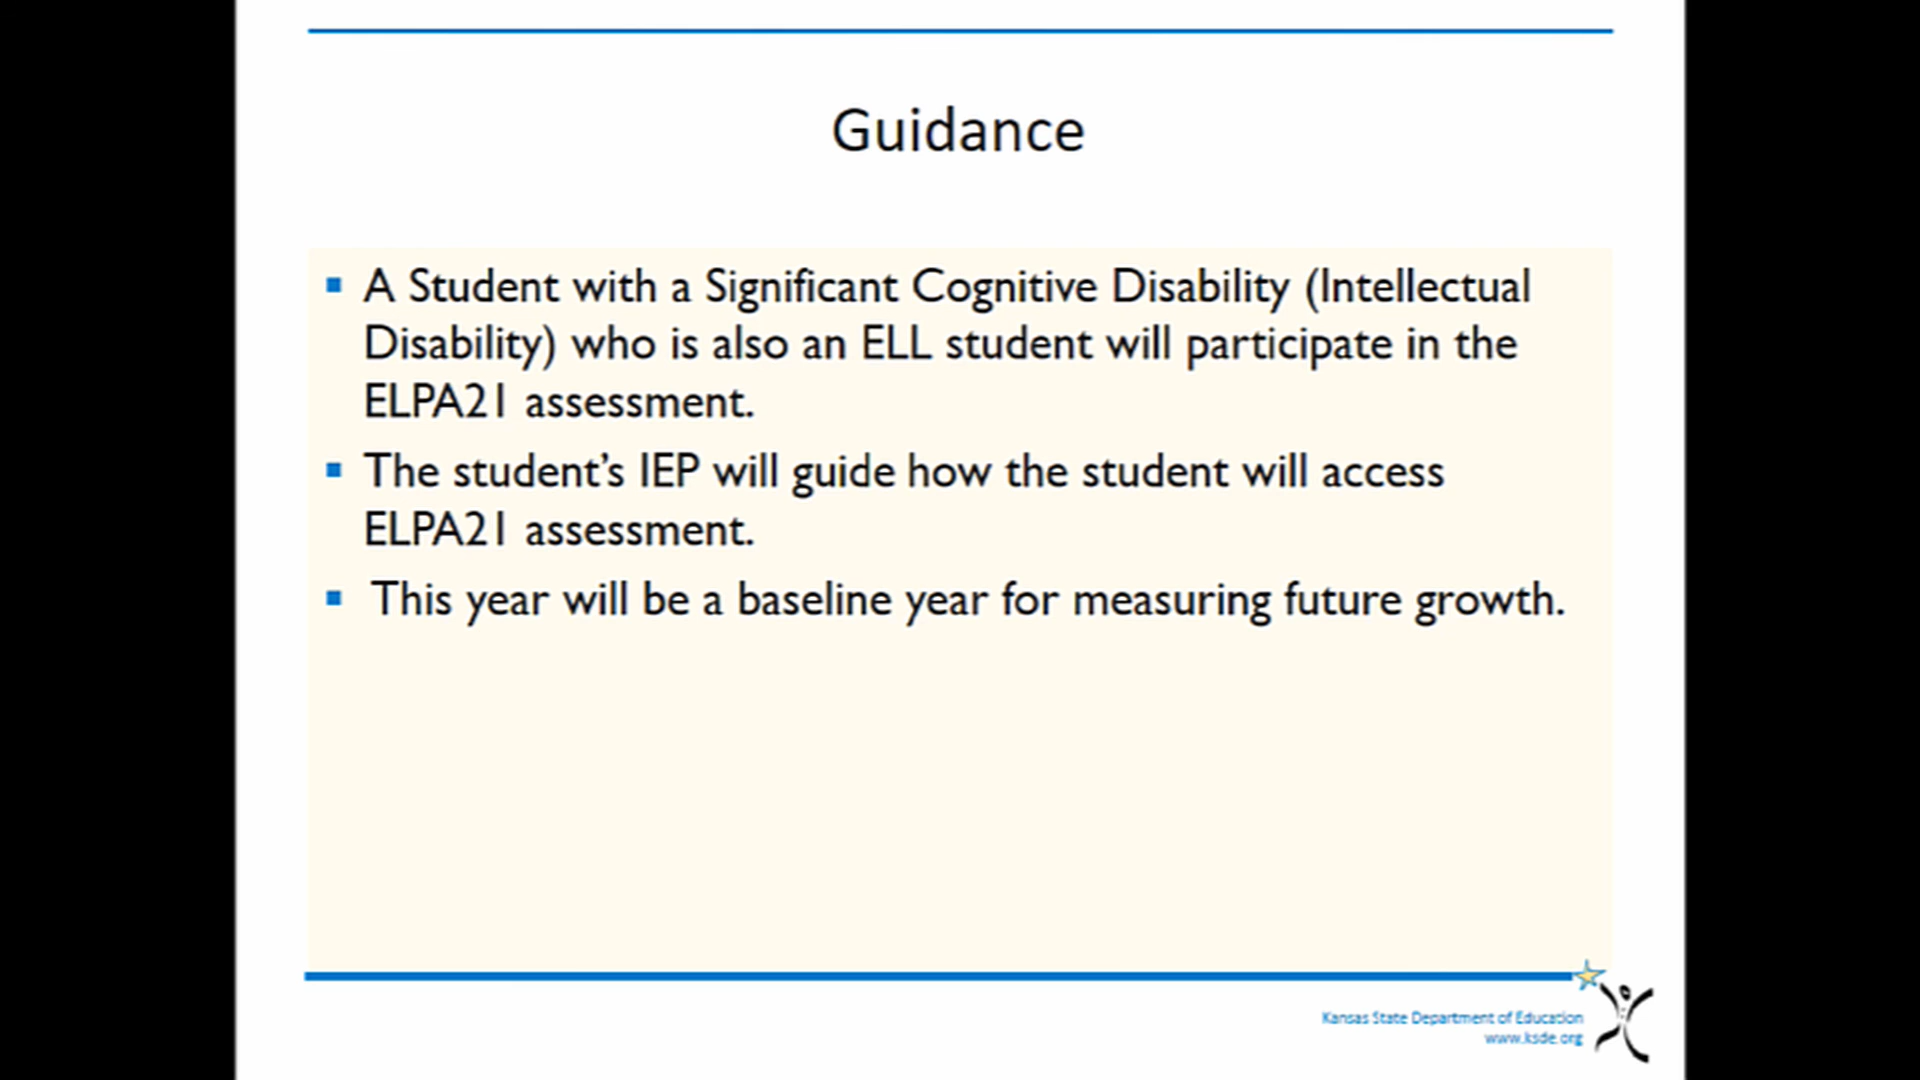 Guidance
A Student with a Significant Cognitive Disability (Intellectual
Disability) who is also an ELL student will participate in the
ELPA21 assessment.
The student’s IEP will guide how the student will access
ELPA21 assessment.
This year will be a baseline year for measuring future growth.
Kansas State Department of Education
www.ksde.org